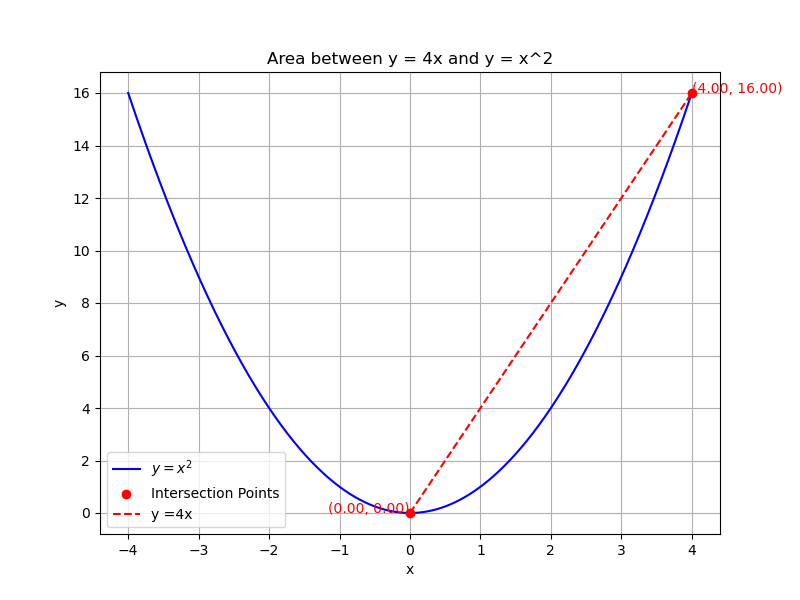 Area between y = 4x and y = x^2
(4.00, 16.00)
16
14
12
10
8
6
4
2
0
y
(0.00, 0.00)
y = x²
Intersection Points
y =4x
−4 −3 −2 −1 0 1 2 3 4
x